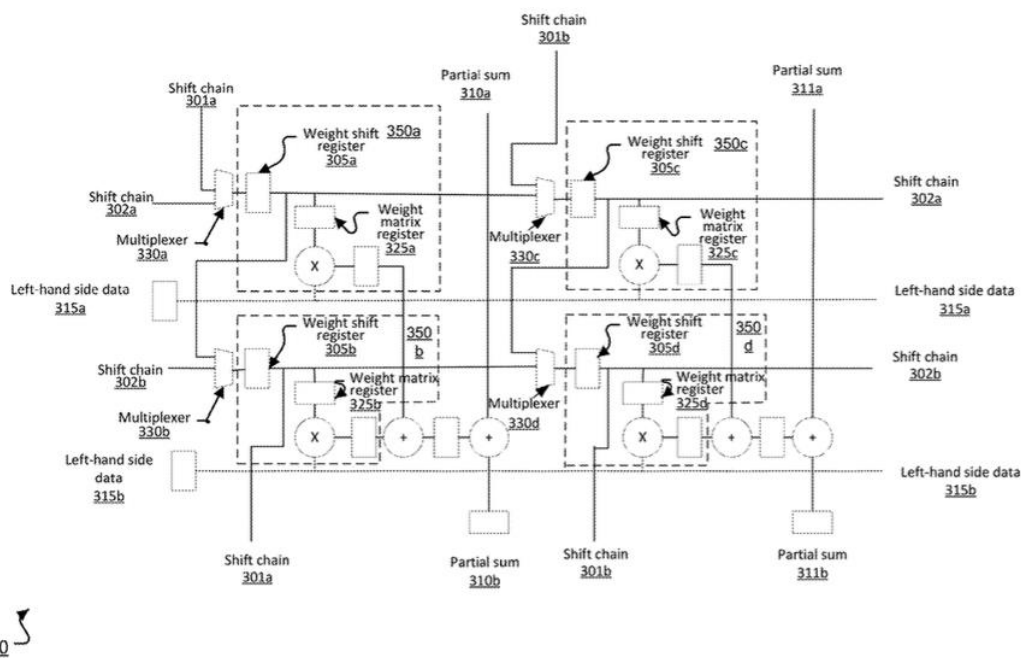 Shift chain
301b
Partial sum
310a
Partial sum
311a
Shift chain
301a
Weight shift
register
305a
350a
Weight shift
register
305c
350c
Shift chain
302a
Shift chain
302a
Multiplexer
330a
Weight
matrix
register
325a
Multiplexer
330c
Weight
matrix
register
325c
X
X
Left-hand side data
315a
Left-hand side data
315a
Weight shift
register
305b
350
b
Weight shift
register
305d
350
d
Shift chain
302b
Shift chain
302b
Multiplexer
330b
Weight matrix
register
325b
Multiplexer
330d
Weight matrix
register
325d
X
+
+
X
+
+
Left-hand side
data
315b
Left-hand side data
315b
Shift chain
301a
Partial sum
310b
Shift chain
301b
Partial sum
311b
0